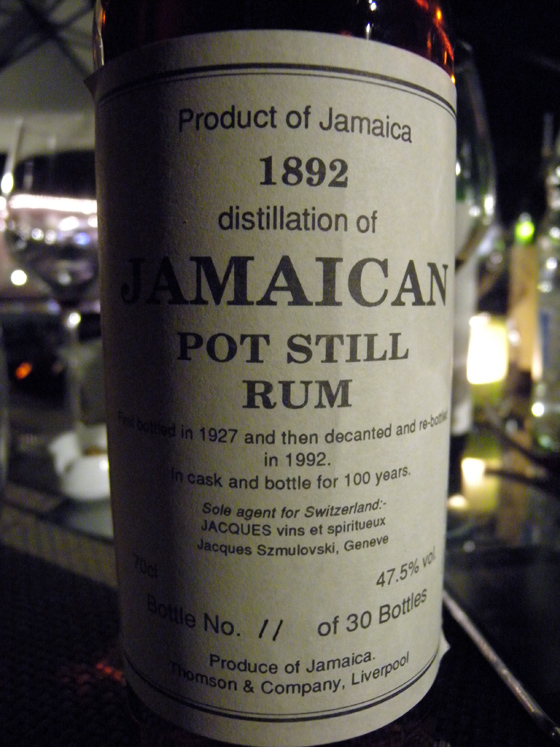 Product of Jamaica
1892
distillation of
JAMAICAN
POT STILL
RUM
First bottled in 1927 and then decanted and re-bottled
in 1992.
In cask and bottle for 100 years.
Sole agent for Switzerland:-
JACQUES vins et spiritueux
Jacques Szmulovski, Geneve
70cl
47.5% vol.
Bottle No. 11 of 30 Bottles
Produce of Jamaica.
Thomson & Company, Liverpool